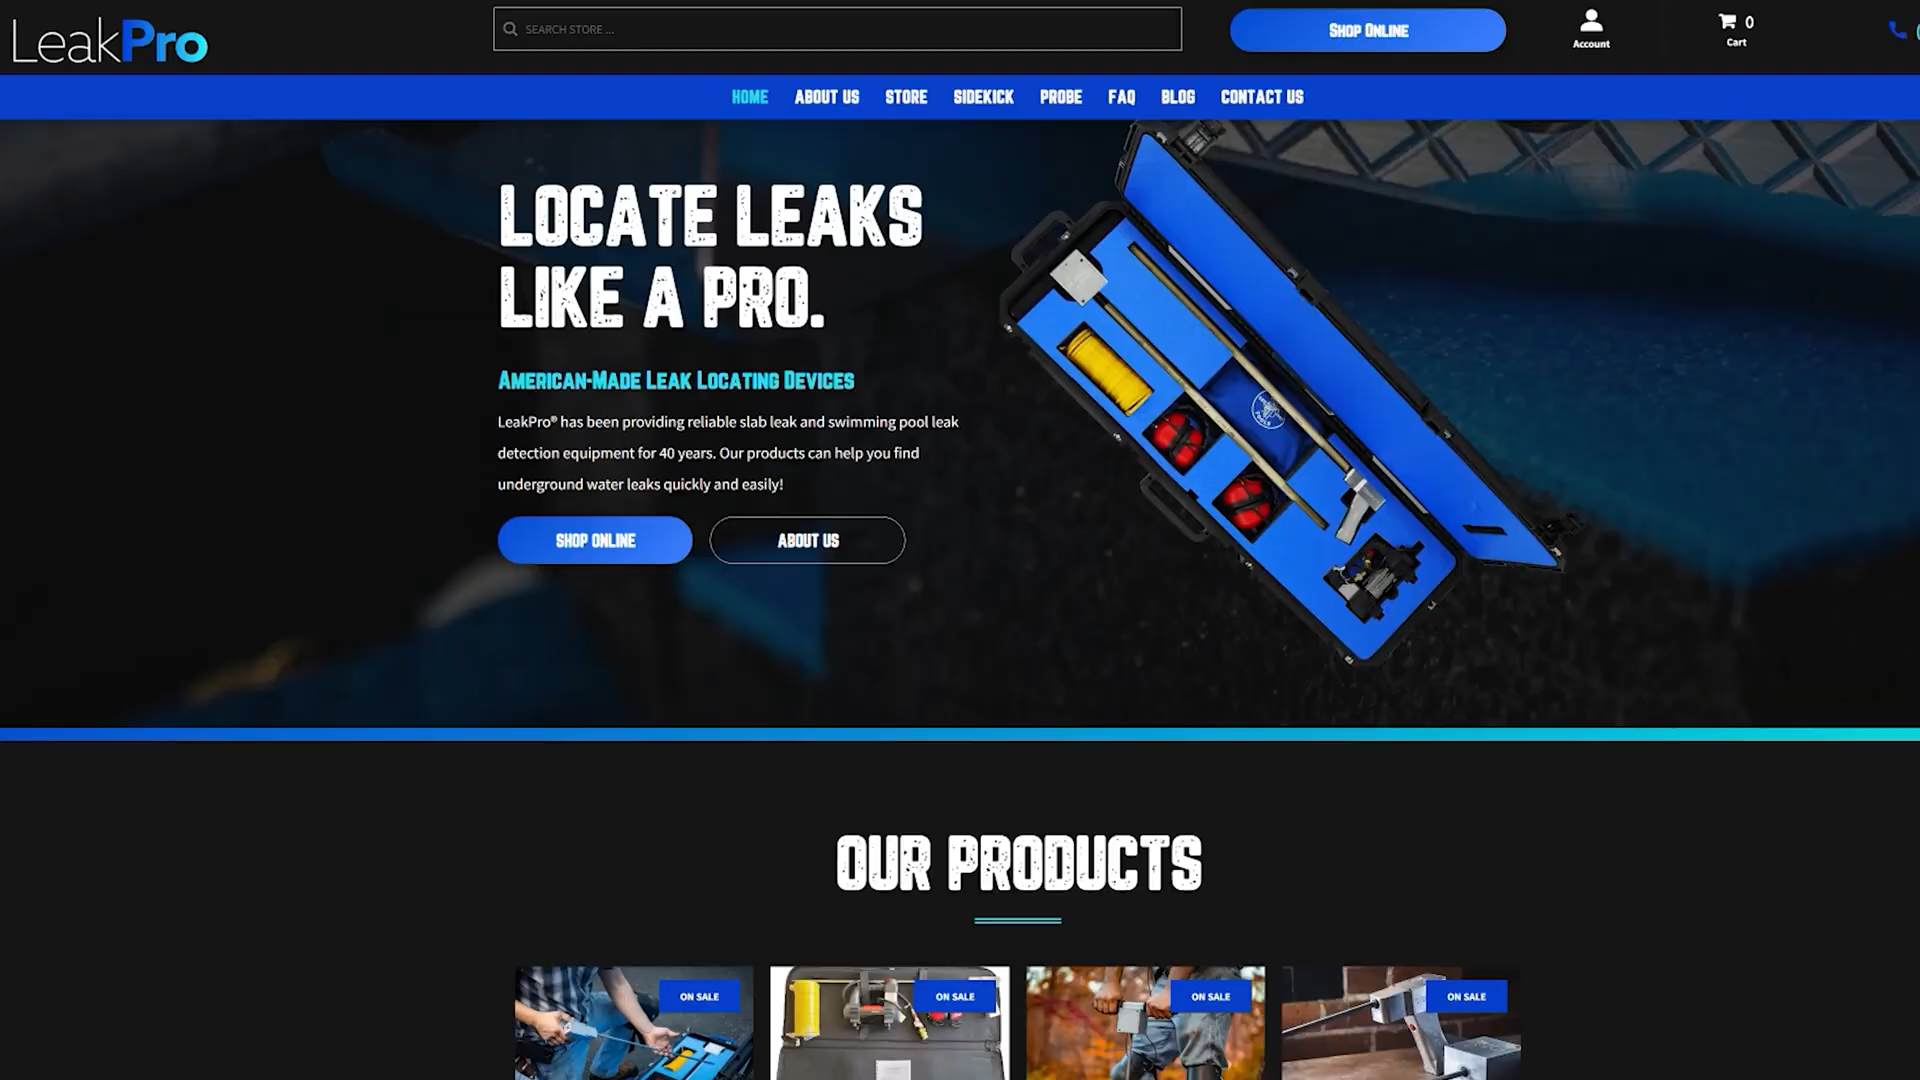 LeakPro
SEARCH STORE ...
SHOP ONLINE
Account
0
Cart
HOME ABOUT US STORE SIDEKICK PROBE FAQ BLOG CONTACT US
LOCATE LEAKS
LIKE A PRO.
AMERICAN-MADE LEAK LOCATING DEVICES
LeakPro® has been providing reliable slab leak and swimming pool leak
detection equipment for 40 years. Our products can help you find
underground water leaks quickly and easily!
SHOP ONLINE ABOUT US
OUR PRODUCTS
ON SALE ON SALE ON SALE ON SALE